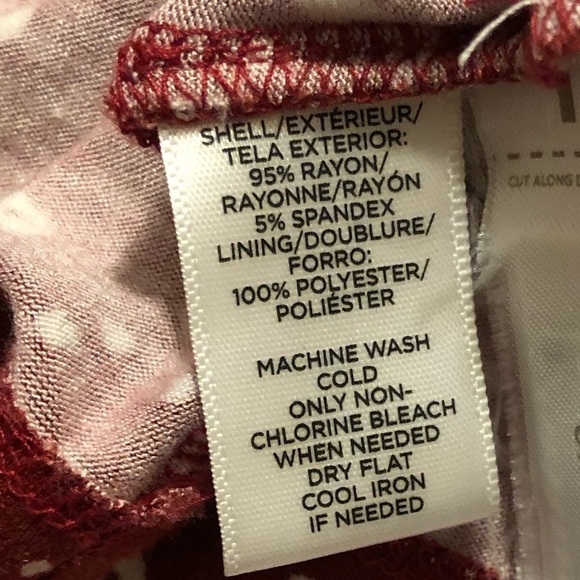 SHELL/EXTÉRIEUR/
TELA EXTERIOR:
95% RAYON/
RAYONNE/RAYÓN
5% SPANDEX
LINING/DOUBLURE/
FORRO:
100% POLYESTER/
POLIÉSTER
MACHINE WASH
COLD
ONLY NON-
CHLORINE BLEACH
WHEN NEEDED
DRY FLAT
COOL IRON
IF NEEDED
CUT ALONG